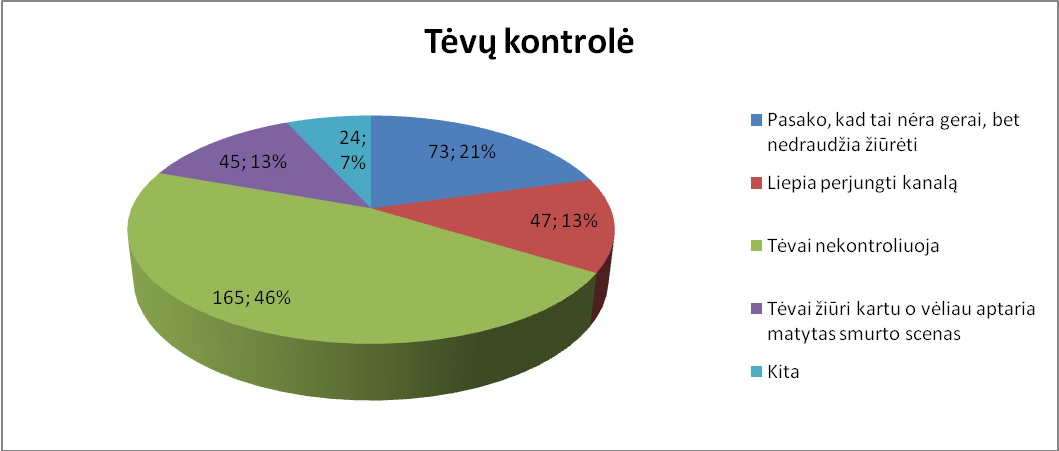 Tėvų kontrolė
24;
7%
73; 21%
45; 13%
47; 13%
165; 46%
Pasako, kad tai nėra gerai, bet
nedraudžia žiūrėti
Liepia perjungti kanalą
Tėvai nekontroliuoja
Tėvai žiūri kartu o vėliau aptaria
matytas smurto scenas
Kita